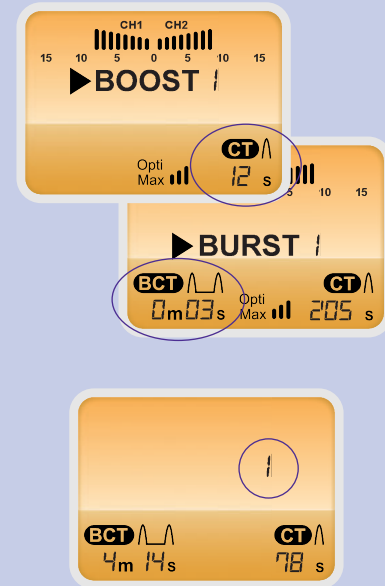 CH1 CH2
15 10 5 0 5 10 15
BOOST 1
CT
Opti
Max 12 s
5 10 15
BURST 1
BCT CT
Opti
0m03s Max 205 s
1
BCT CT
4m 14s 78 s